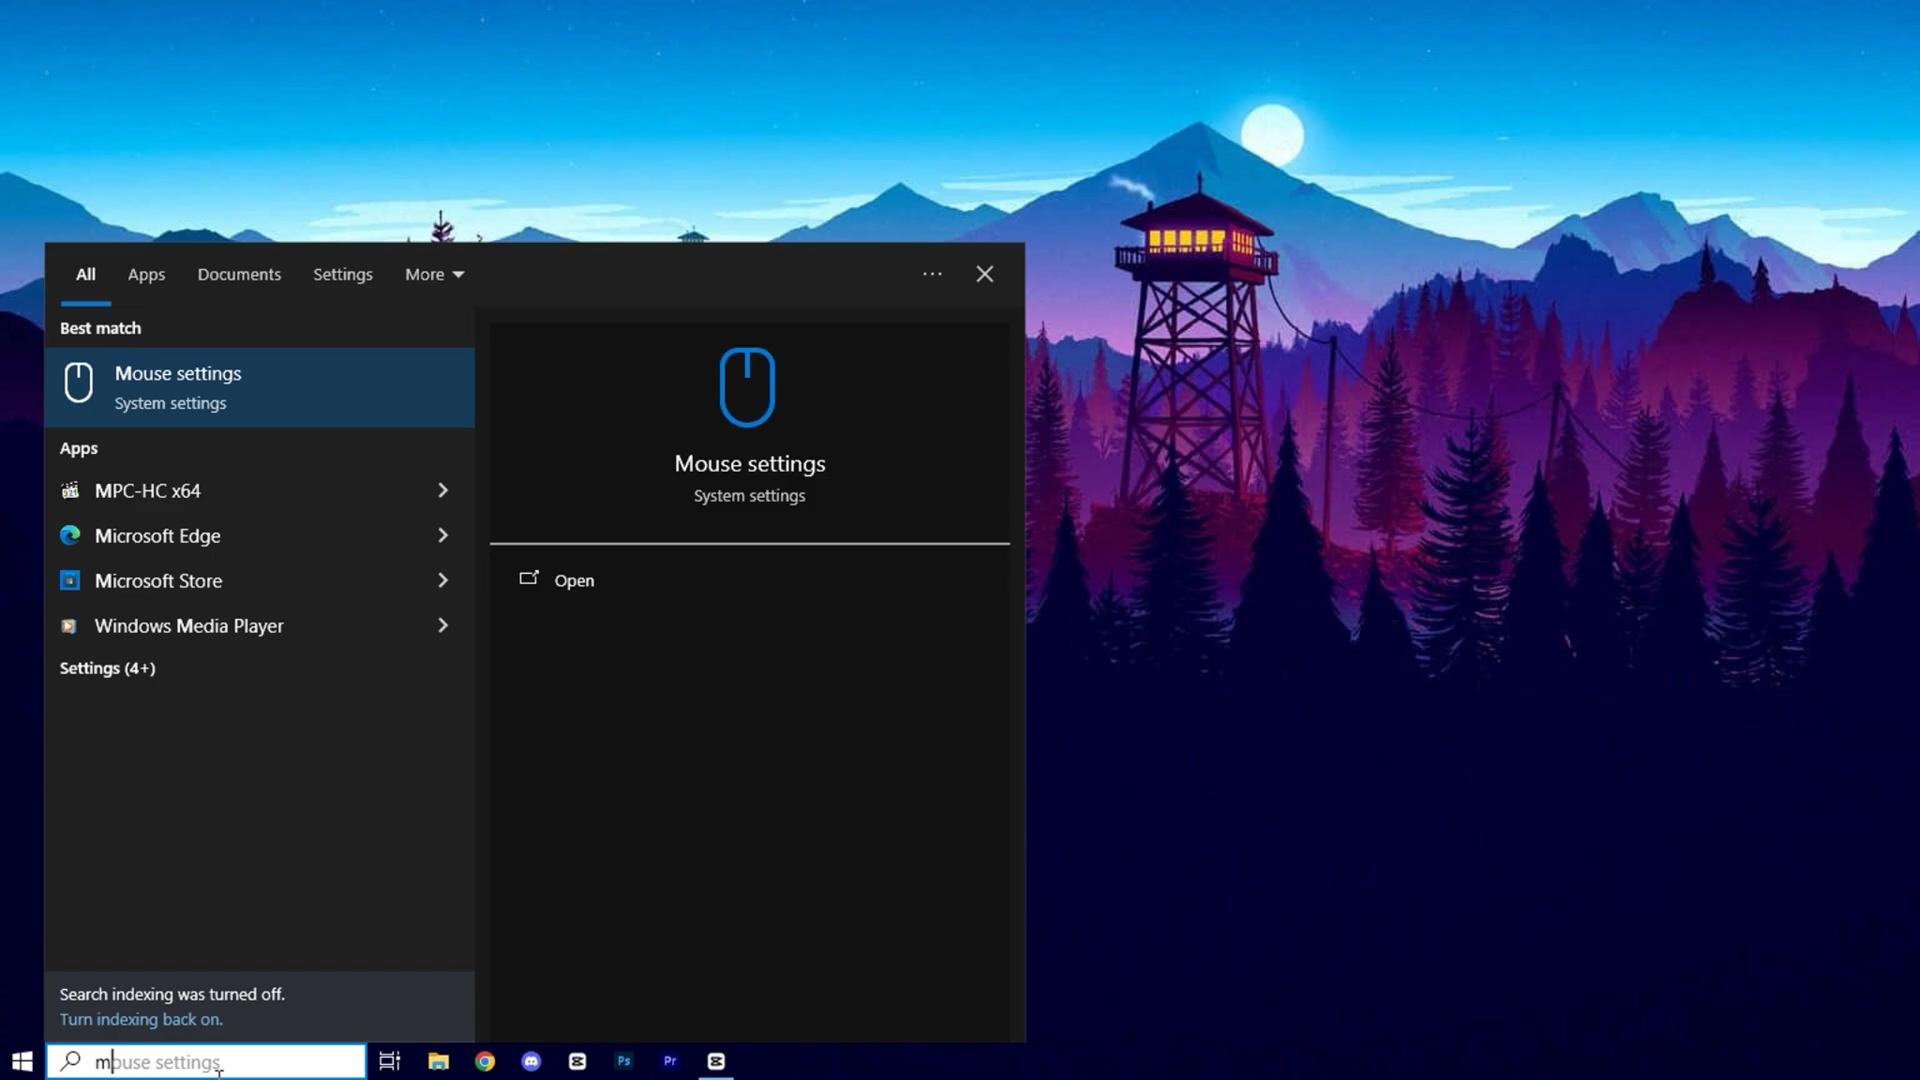 All Apps Documents Settings More
Best match
Mouse settings
System settings
Apps
MPC-HC x64
Microsoft Edge
Microsoft Store
Windows Media Player
Settings (4+)
Mouse settings
System settings
Open
Search indexing was turned off.
Turn indexing back on.
mouse settings
Ps Pr